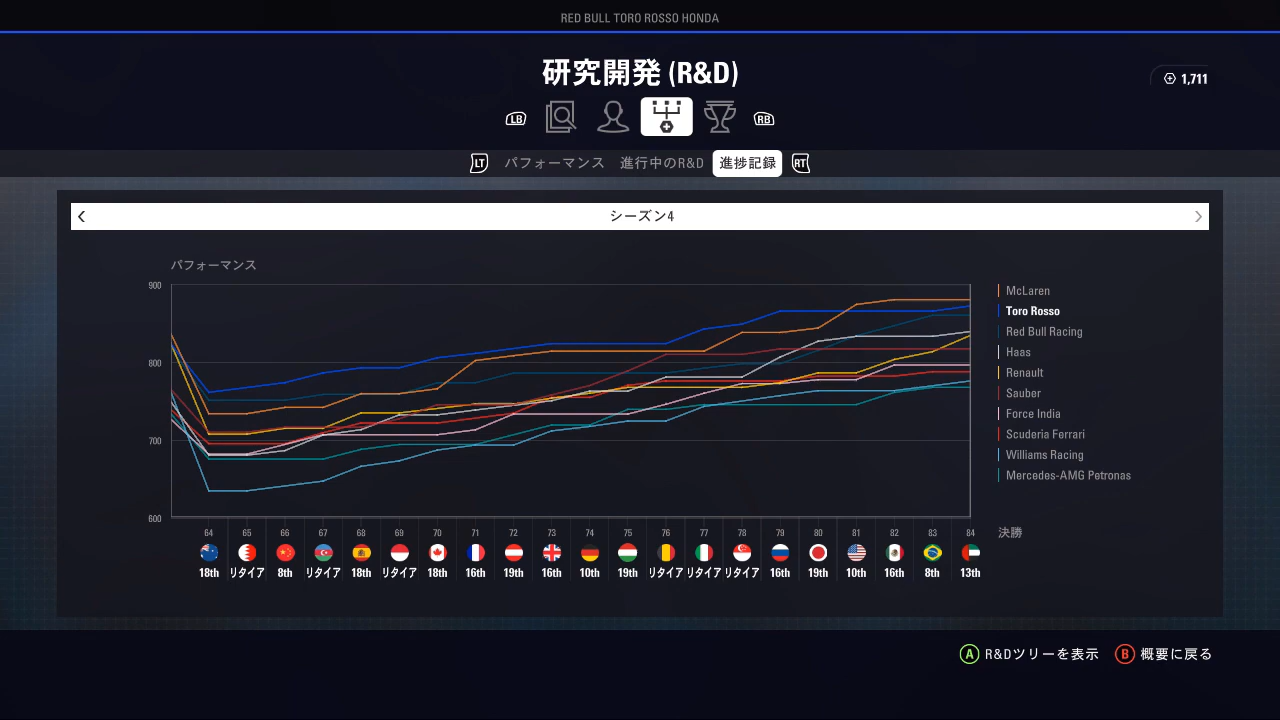 RED BULL TORO ROSSO HONDA
研究開発 (R&D)
1,711
LB
RB
LT パフォーマンス 進行中のR&D 進捗記録 RT
シーズン4
パフォーマンス
900
800
700
600
McLaren
Toro Rosso
Red Bull Racing
Haas
Renault
Sauber
Force India
Scuderia Ferrari
Williams Racing
Mercedes-AMG Petronas
64 65 66 67 68 69 70 71 72 73 74 75 76 77 78 79 80 81 82 83 84 決勝
18th リタイア 8th リタイア 18th リタイア 18th 16th 19th 16th 10th 19th リタイア リタイア リタイア 16th 19th 10th 16th 8th 13th
A R&Dツリーを表示 B 概要に戻る